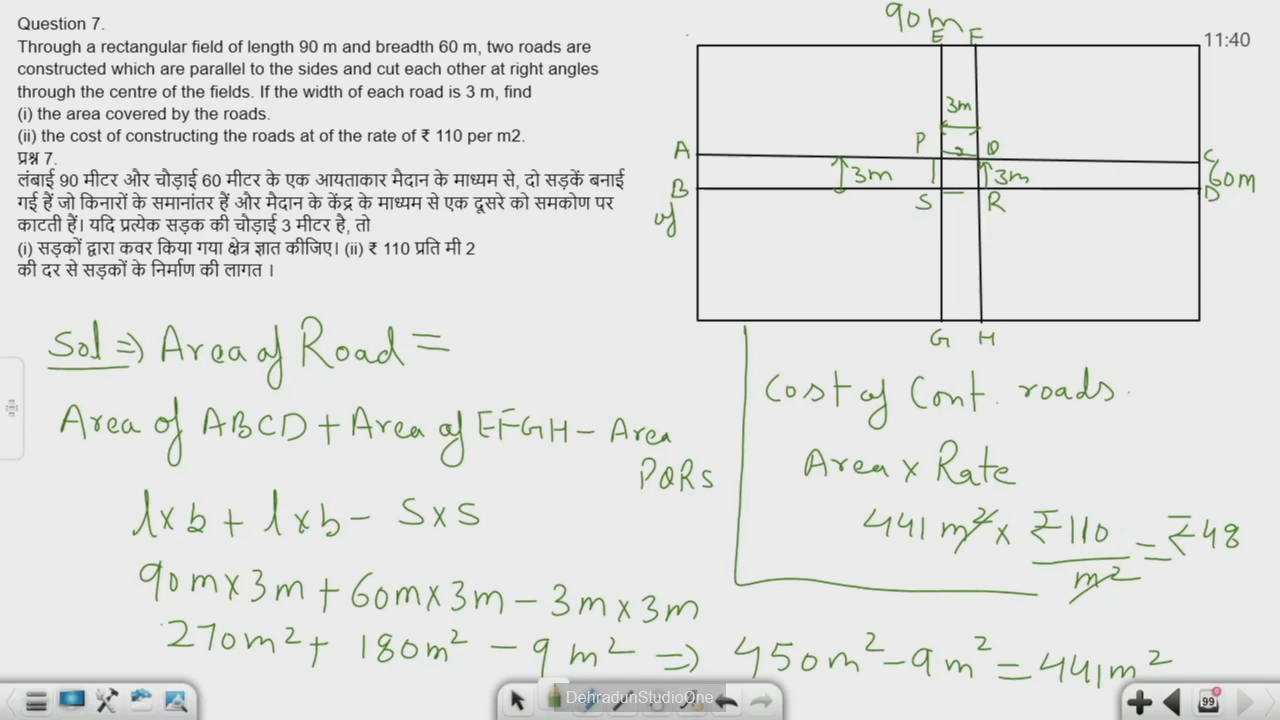 Question 7.
Through a rectangular field of length 90 m and breadth 60 m, two roads are
constructed which are parallel to the sides and cut each other at right angles
through the centre of the fields. If the width of each road is 3 m, find
(i) the area covered by the roads.
(ii) the cost of constructing the roads at of the rate of ₹ 110 per m2.
प्रश्न 7.
लंबाई 90 मीटर और चौड़ाई 60 मीटर के एक आयताकार मैदान के माध्यम से, दो सड़कें बनाई
गई हैं जो किनारों के समानांतर हैं और मैदान के केंद्र के माध्यम से एक दूसरे को समकोण पर
काटती हैं। यदि प्रत्येक सड़क की चौड़ाई 3 मीटर है, तो
(i) सड़कों द्वारा कवर किया गया क्षेत्र ज्ञात कीजिए। (ii) ₹ 110 प्रति मी 2
की दर से सड़कों के निर्माण की लागत ।
90m
E F
11:40
3m
A P Q C
3m 3m 60m
B S R D
of
G H
Sol ⇒ Area of Road =
Area of ABCD + Area of EFGH - Area
PQRS
l×b + l×b - S×S
90m×3m + 60m×3m - 3m×3m
270m² + 180m² - 9m² ⇒ 450m² - 9m² = 441m²
Cost of Cont. roads.
Area × Rate
441m² × ₹110/m² = ₹48
DehradunStudioOne
99